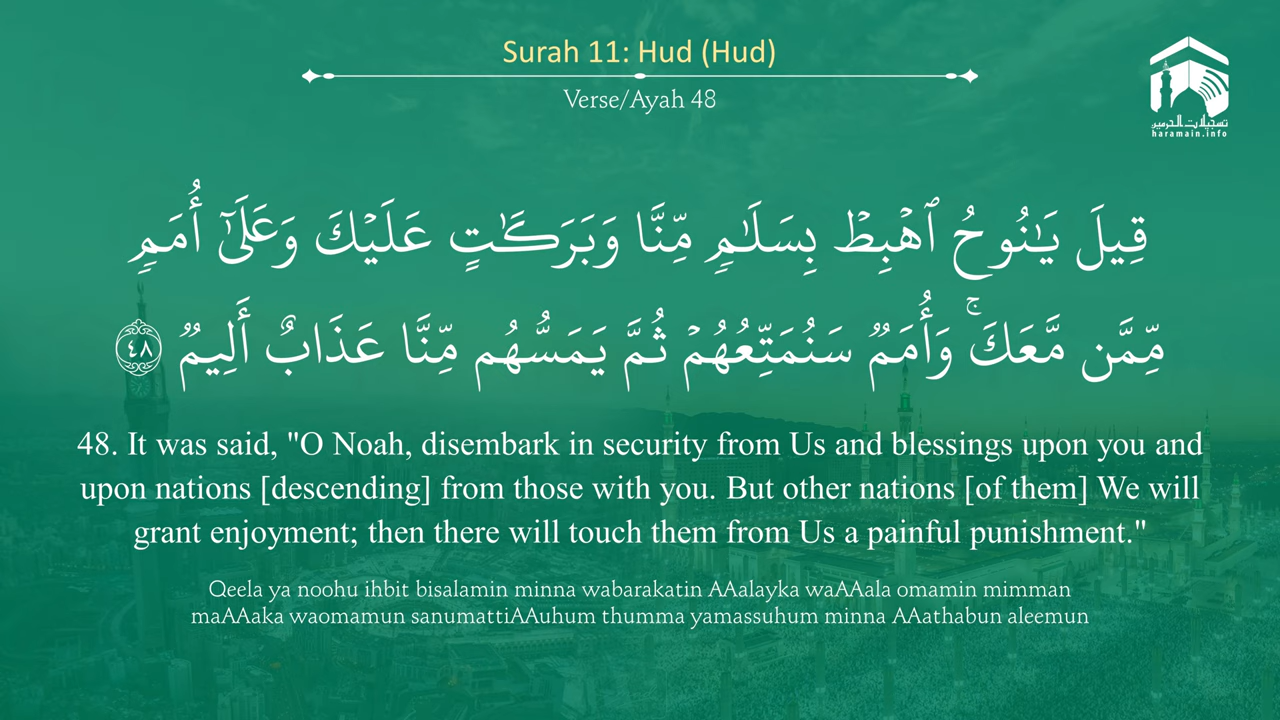 Surah 11: Hud (Hud)
Verse/Ayah 48
تسجيلات الحرمين
haramain.info
قِيلَ يَـٰنُوحُ ٱهْبِطْ بِسَلَـٰمٍ مِّنَّا وَبَرَكَـٰتٍ عَلَيْكَ وَعَلَىٰٓ أُمَمٍ
مِّمَّن مَّعَكَ ۚ وَأُمَمٌ سَنُمَتِّعُهُمْ ثُمَّ يَمَسُّهُم مِّنَّا عَذَابٌ أَلِيمٌ ٤٨
48. It was said, "O Noah, disembark in security from Us and blessings upon you and
upon nations [descending] from those with you. But other nations [of them] We will
grant enjoyment; then there will touch them from Us a painful punishment."
Qeela ya noohu ihbit bisalamin minna wabarakatin AAalayka waAAala omamin mimman
maAAaka waomamun sanumattiAAuhum thumma yamassuhum minna AAathabun aleemun